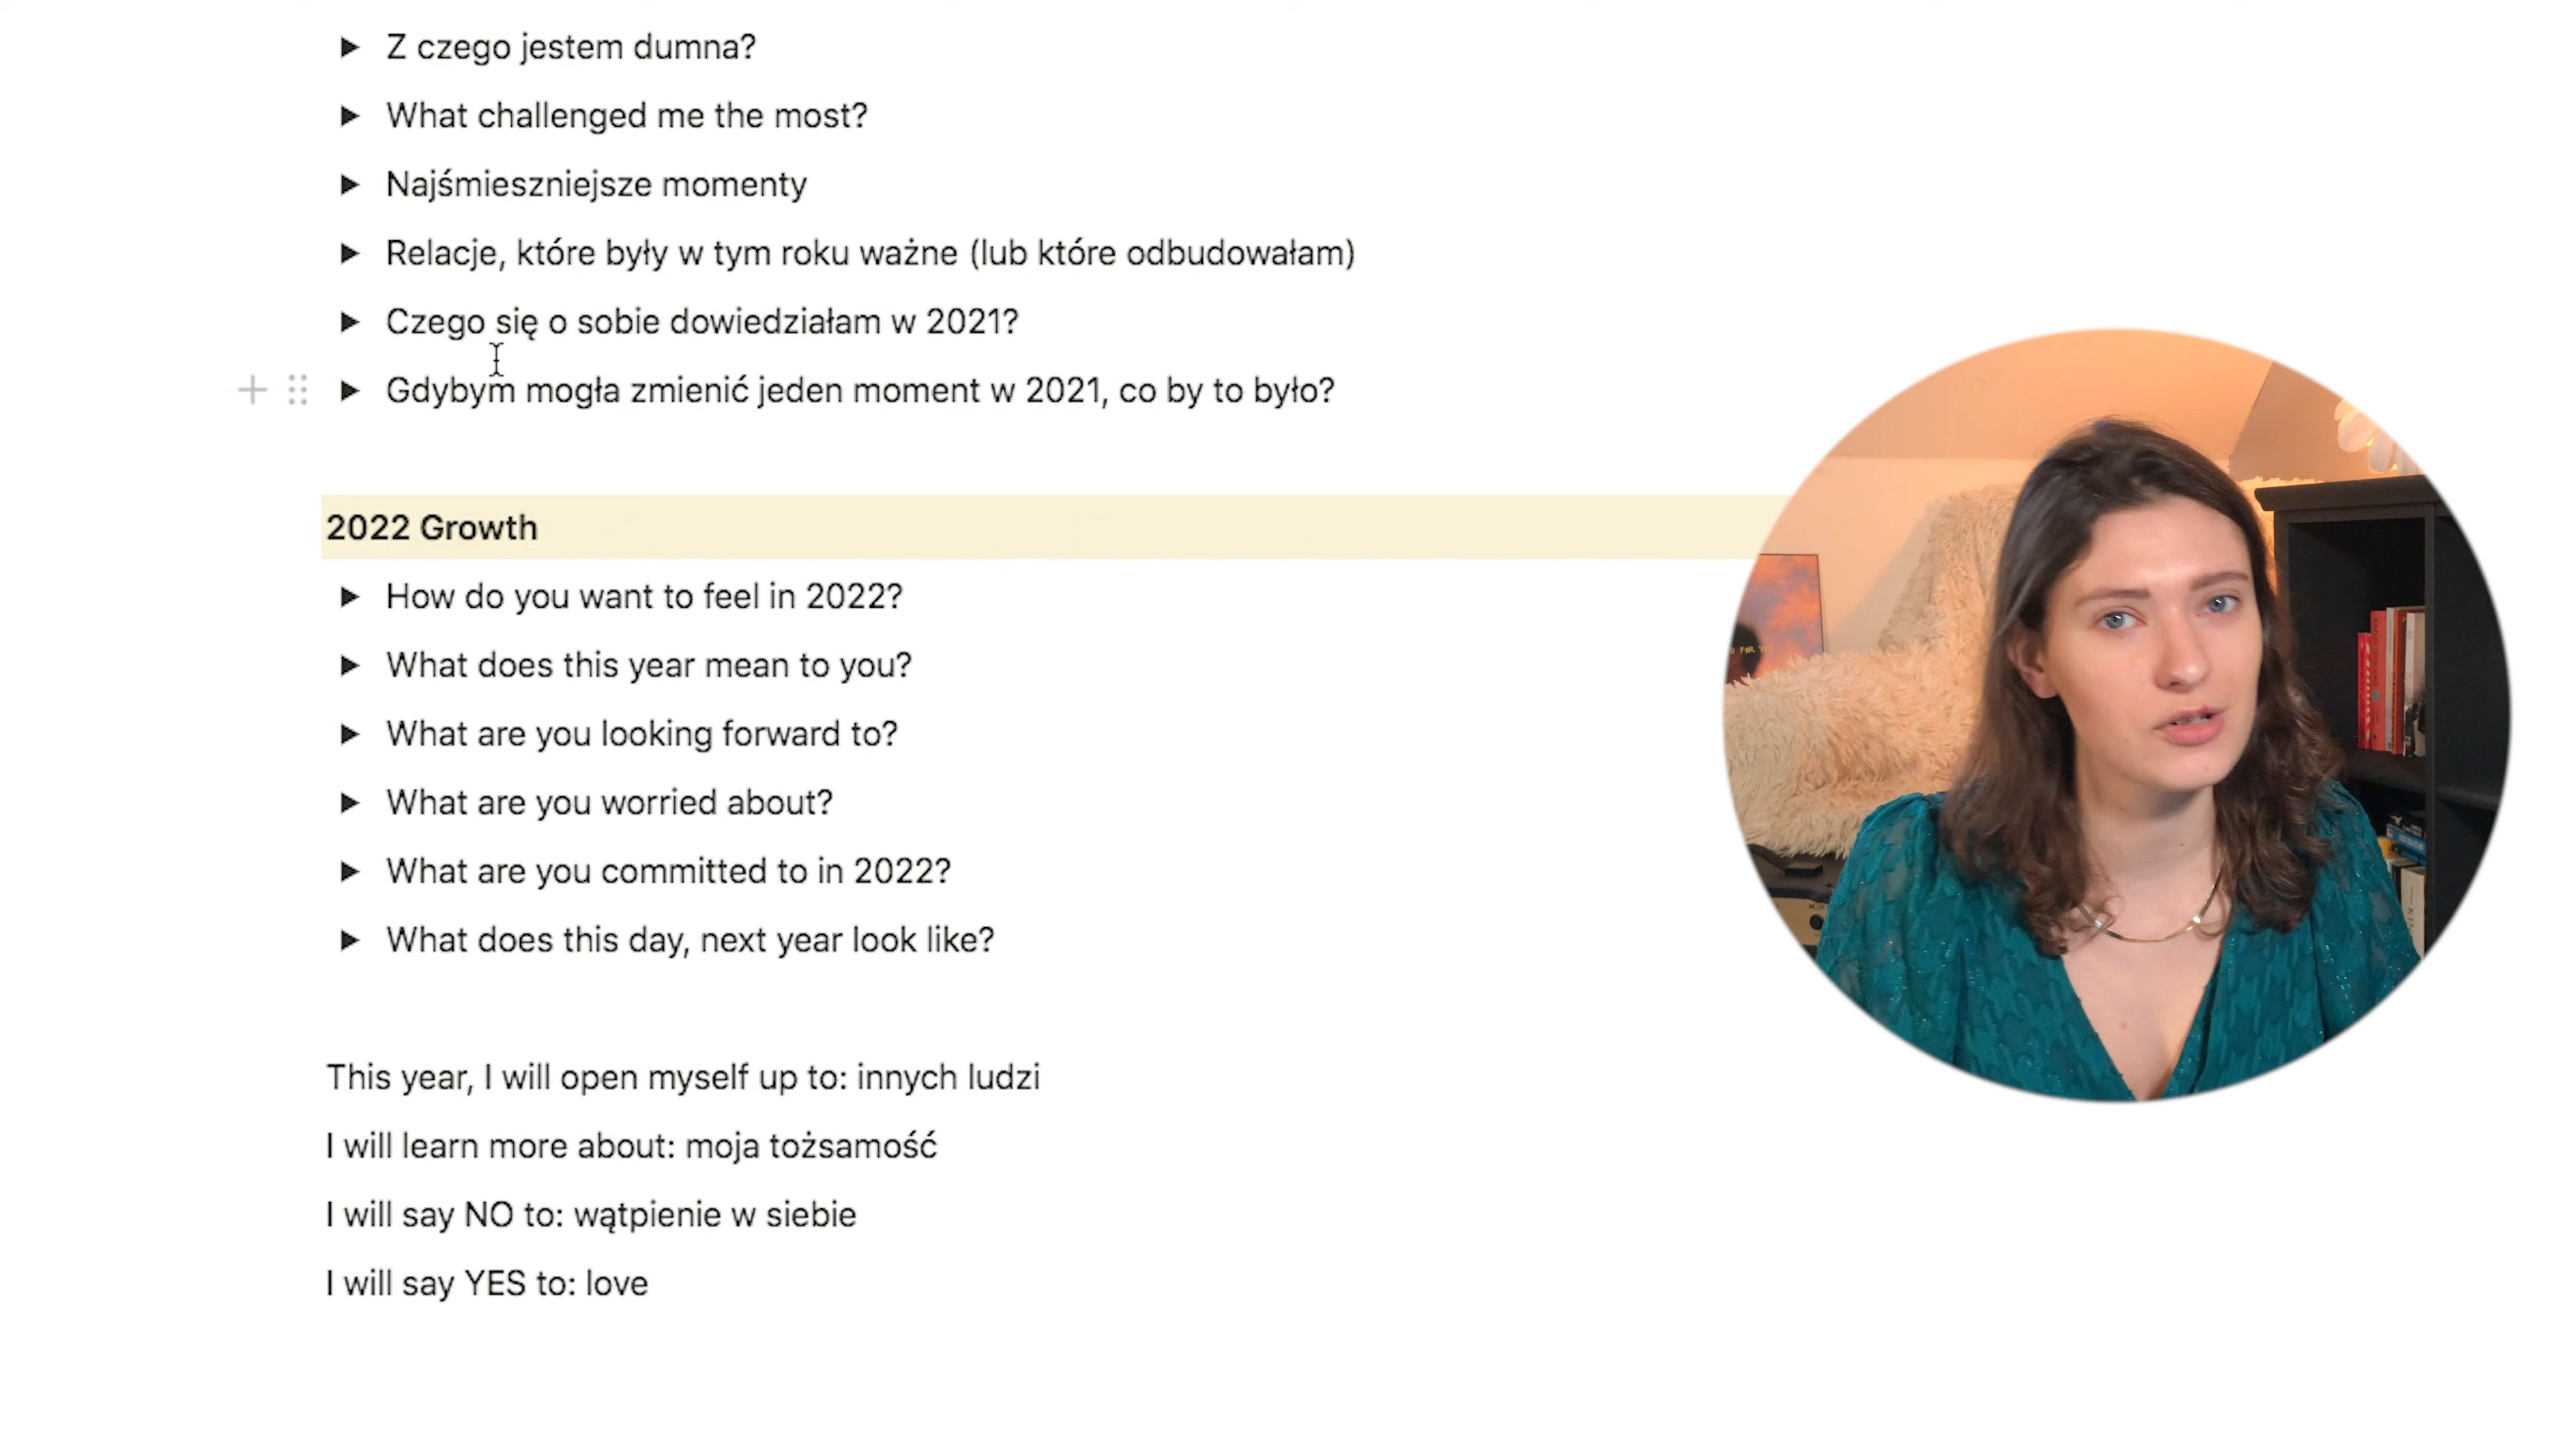 Z czego jestem dumna?
What challenged me the most?
Najśmieszniejsze momenty
Relacje, które były w tym roku ważne (lub które odbudowałam)
Czego się o sobie dowiedziałam w 2021?
Gdybym mogła zmienić jeden moment w 2021, co by to było?
2022 Growth
How do you want to feel in 2022?
What does this year mean to you?
What are you looking forward to?
What are you worried about?
What are you committed to in 2022?
What does this day, next year look like?
This year, I will open myself up to: innych ludzi
I will learn more about: moja tożsamość
I will say NO to: wątpienie w siebie
I will say YES to: love